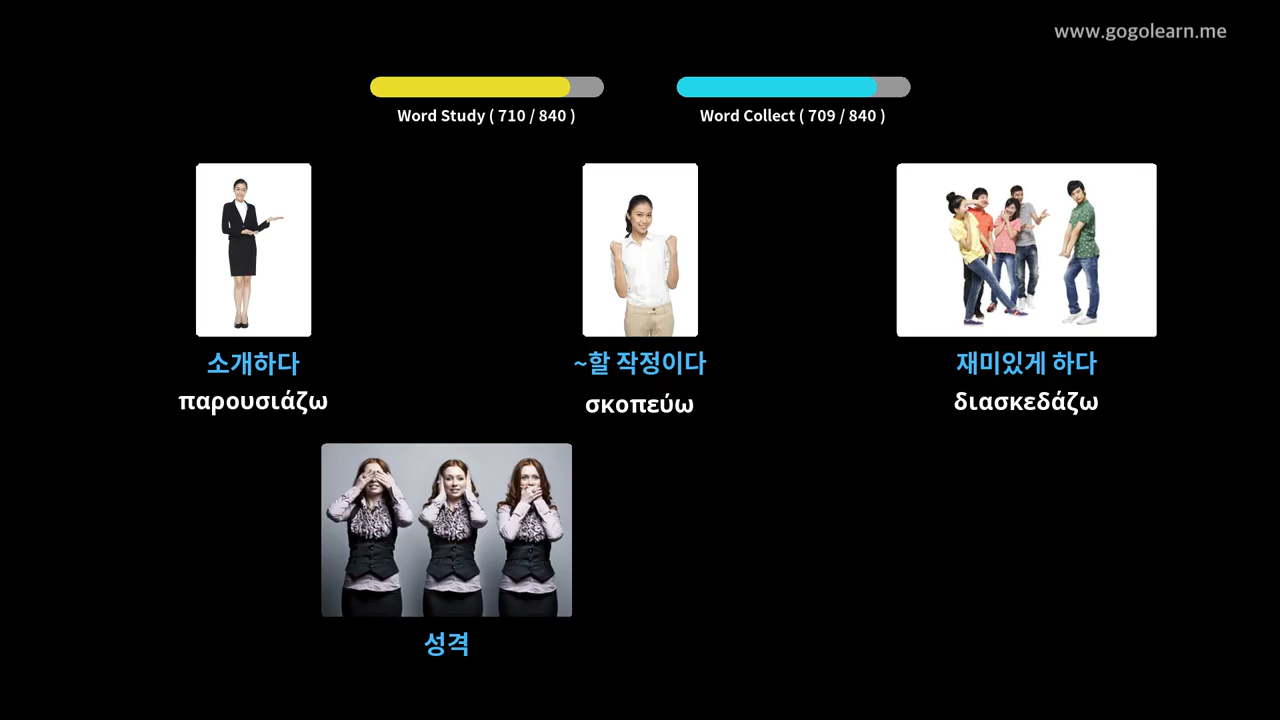 www.gogolearn.me
Word Study ( 710 / 840 )
Word Collect ( 709 / 840 )
소개하다
παρουσιάζω
~할 작정이다
σκοπεύω
재미있게 하다
διασκεδάζω
성격